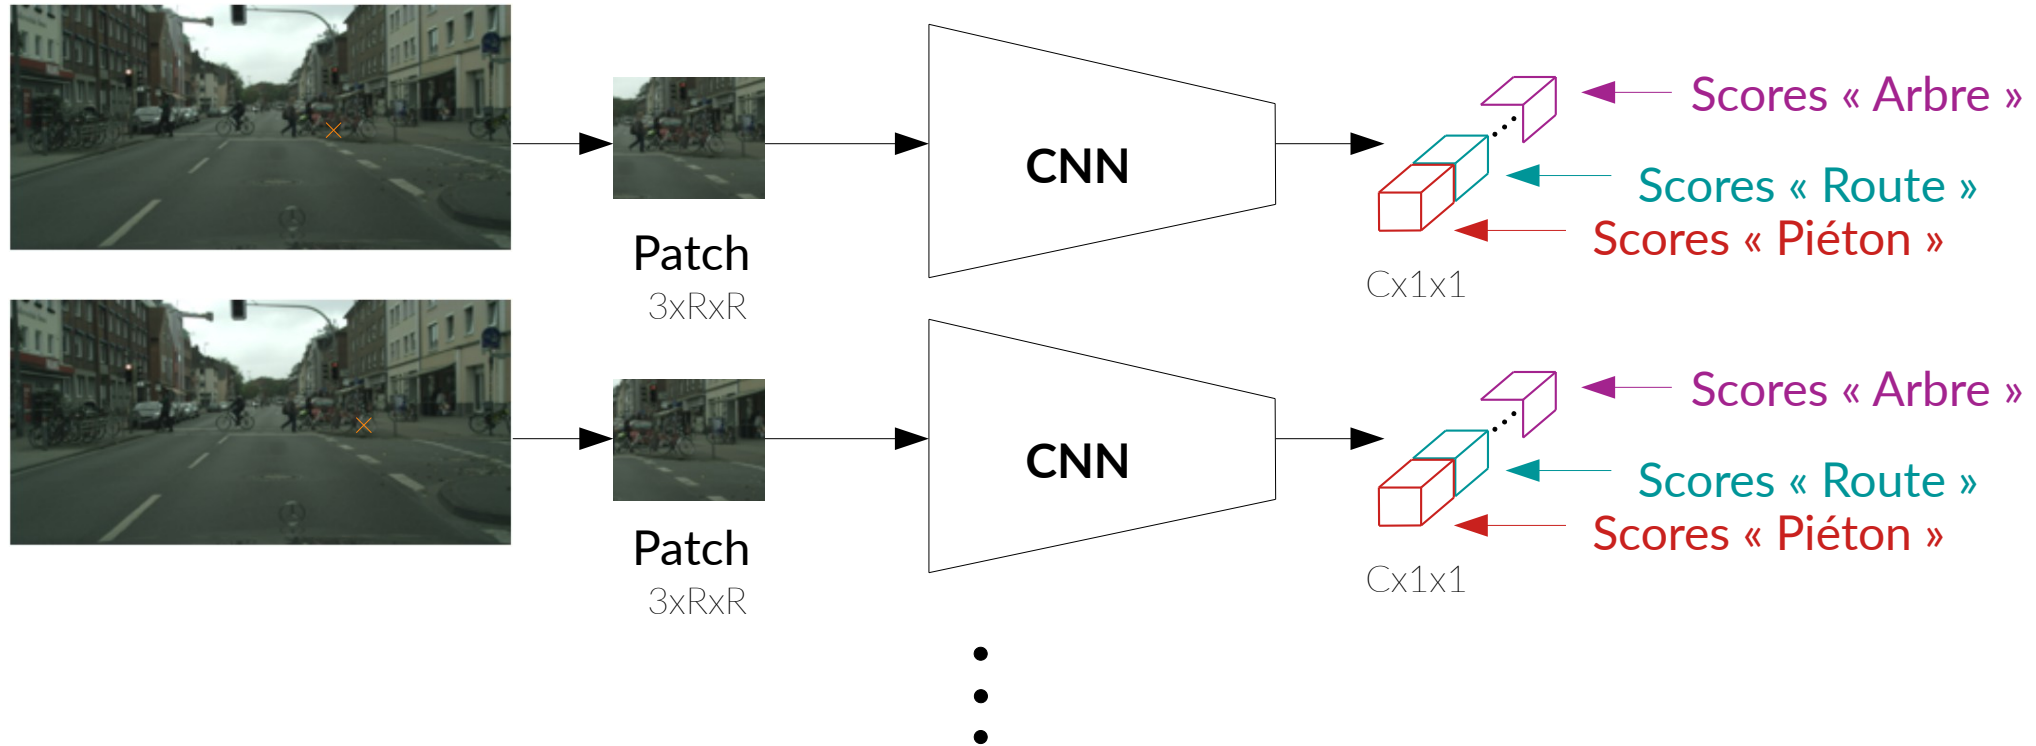 CNN
Scores « Arbre »
Scores « Route »
Scores « Piéton »
Patch
3xRxR
Cx1x1
CNN
Scores « Arbre »
Scores « Route »
Scores « Piéton »
Patch
3xRxR
Cx1x1